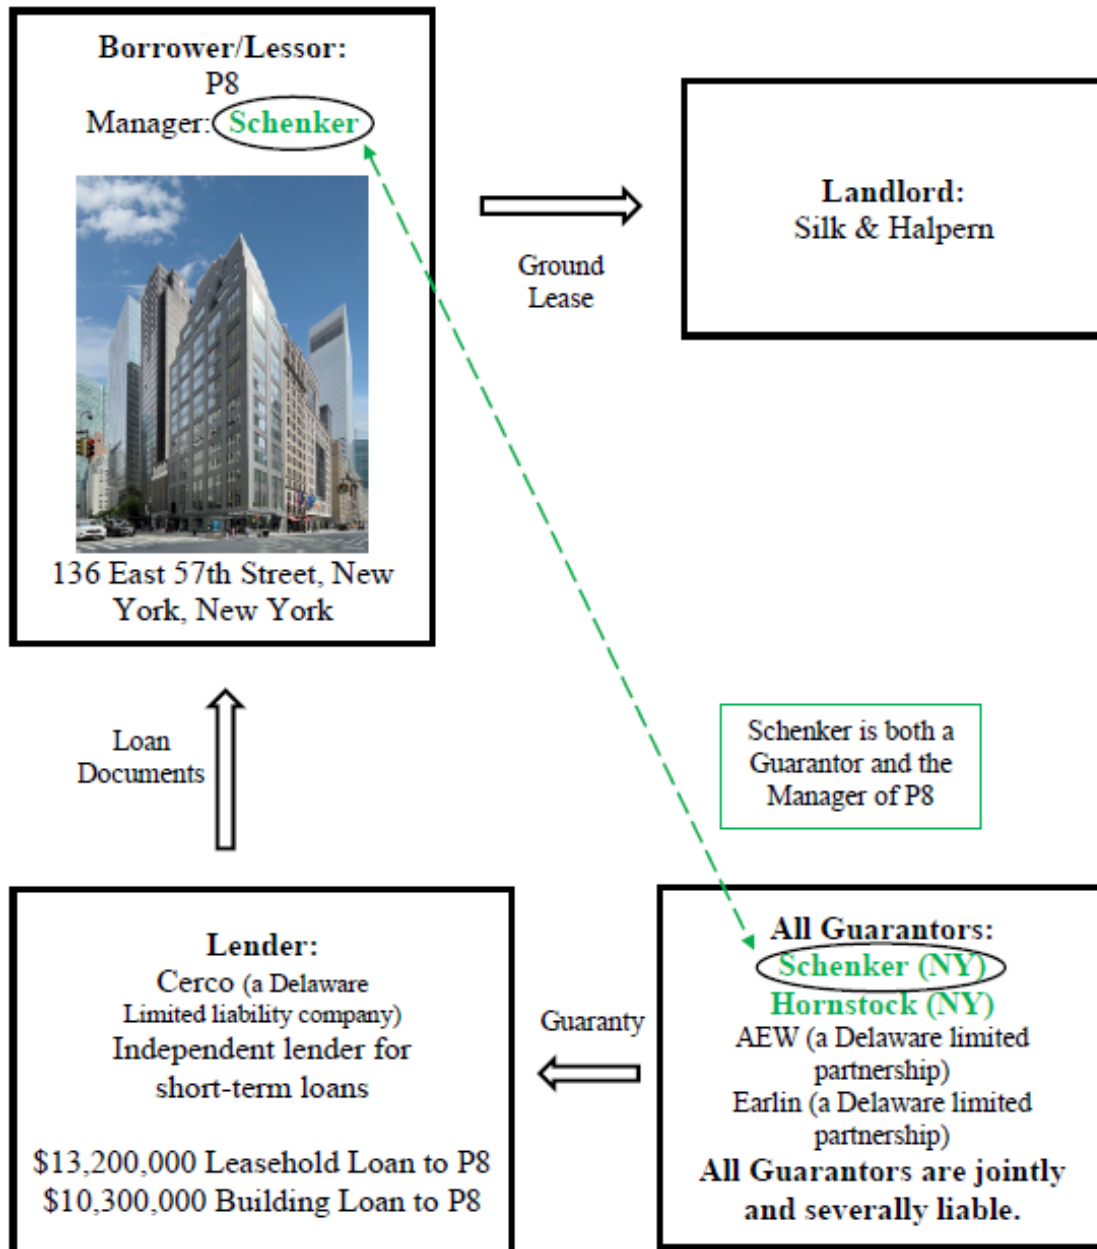 Borrower/Lessor:
P8
Manager: Schenker
136 East 57th Street, New
York, New York
Ground
Lease
Landlord:
Silk & Halpern
Loan
Documents
Schenker is both a
Guarantor and the
Manager of P8
Lender:
Cerco (a Delaware
Limited liability company)
Independent lender for
short-term loans
$13,200,000 Leasehold Loan to P8
$10,300,000 Building Loan to P8
Guaranty
All Guarantors:
Schenker (NY)
Hornstock (NY)
AEW (a Delaware limited
partnership)
Earlin (a Delaware limited
partnership)
All Guarantors are jointly
and severally liable.